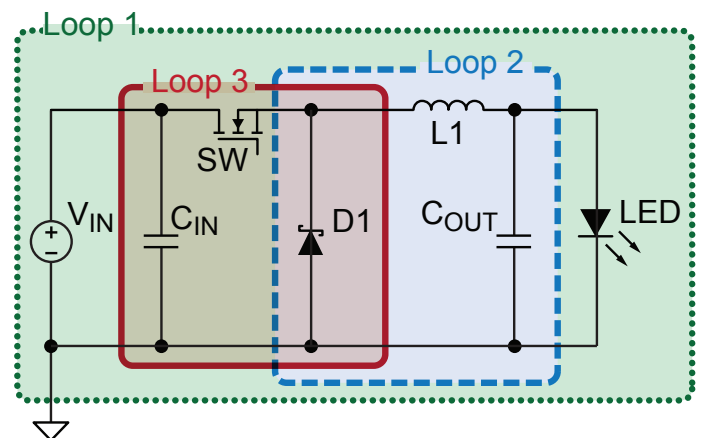 Loop 1
Loop 2
Loop 3
L1
SW
VIN
CIN
D1
COUT
LED